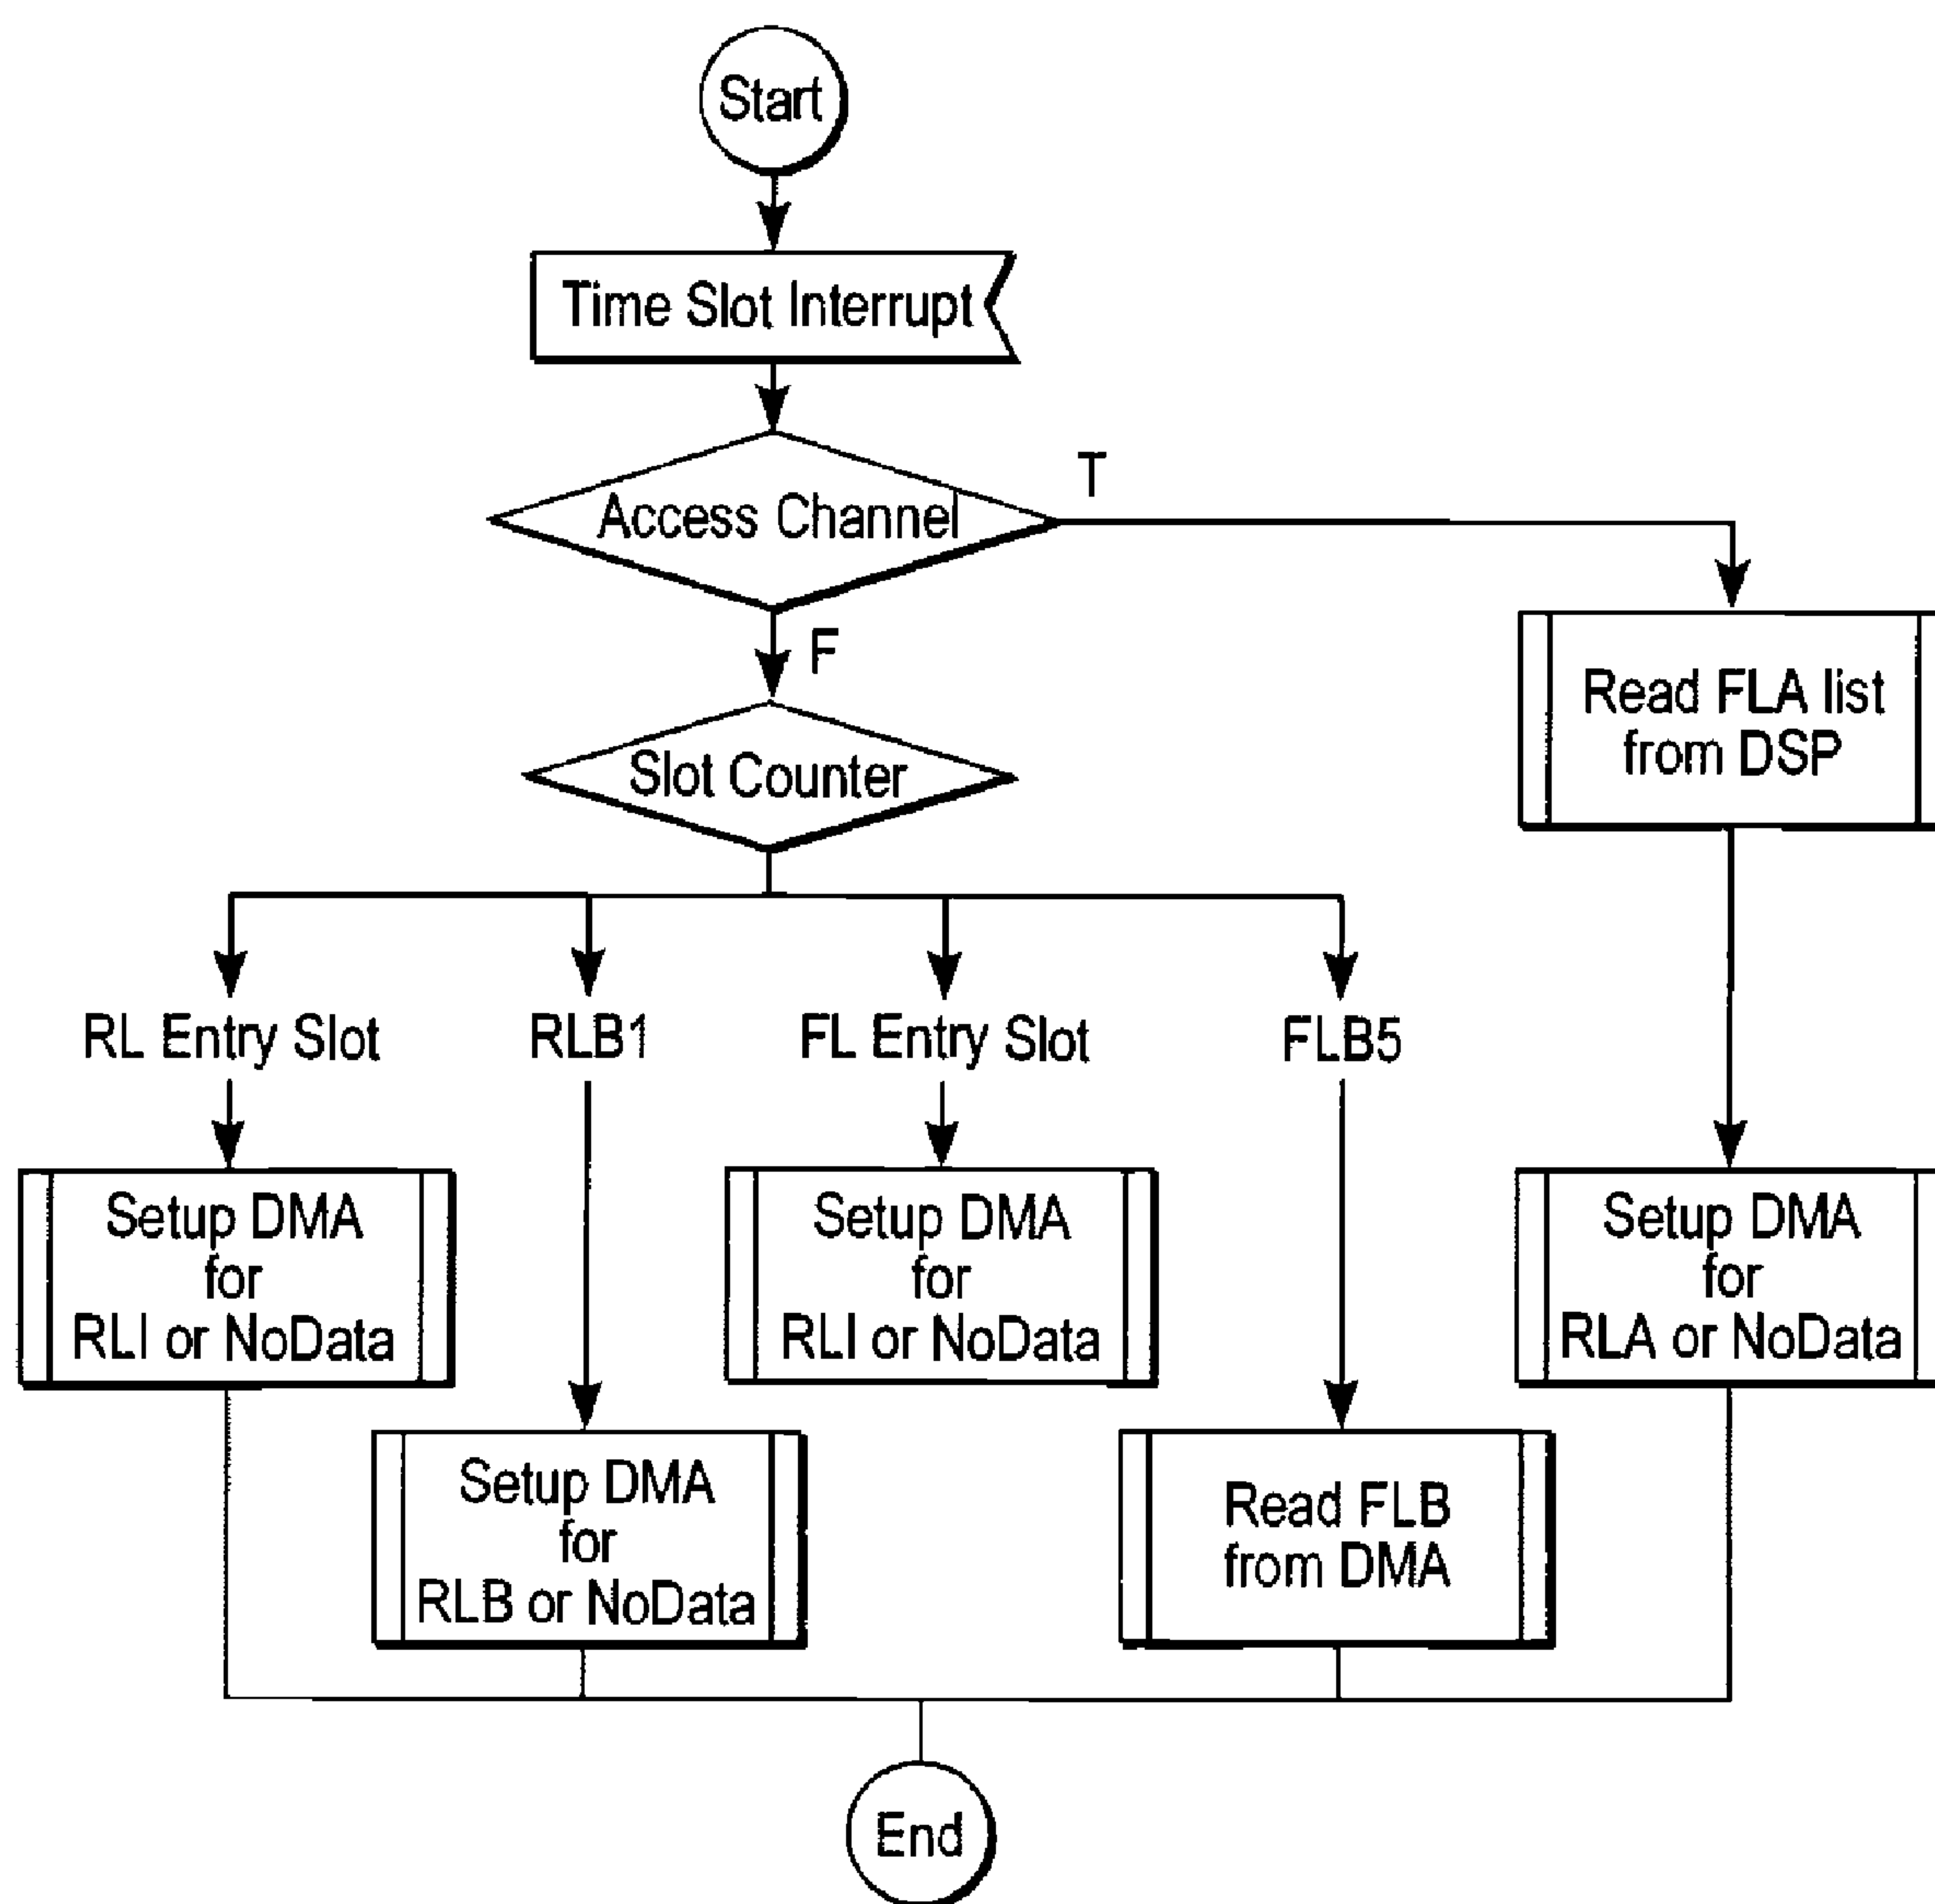 Start
Time Slot Interrupt
Access Channel
T
F
Read FLA list
from DSP
Slot Counter
RL Entry Slot
RLB1
FL Entry Slot
FLB5
Setup DMA
for
RLI or NoData
Setup DMA
for
RLI or NoData
Setup DMA
for
RLA or NoData
Setup DMA
for
RLB or NoData
Read FLB
from DMA
End